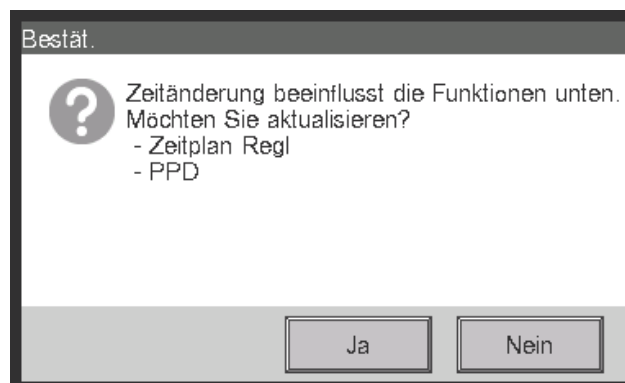 Bestät.
Zeitänderung beeinflusst die Funktionen unten.
Möchten Sie aktualisieren?
- Zeitplan Regl
- PPD
Ja
Nein